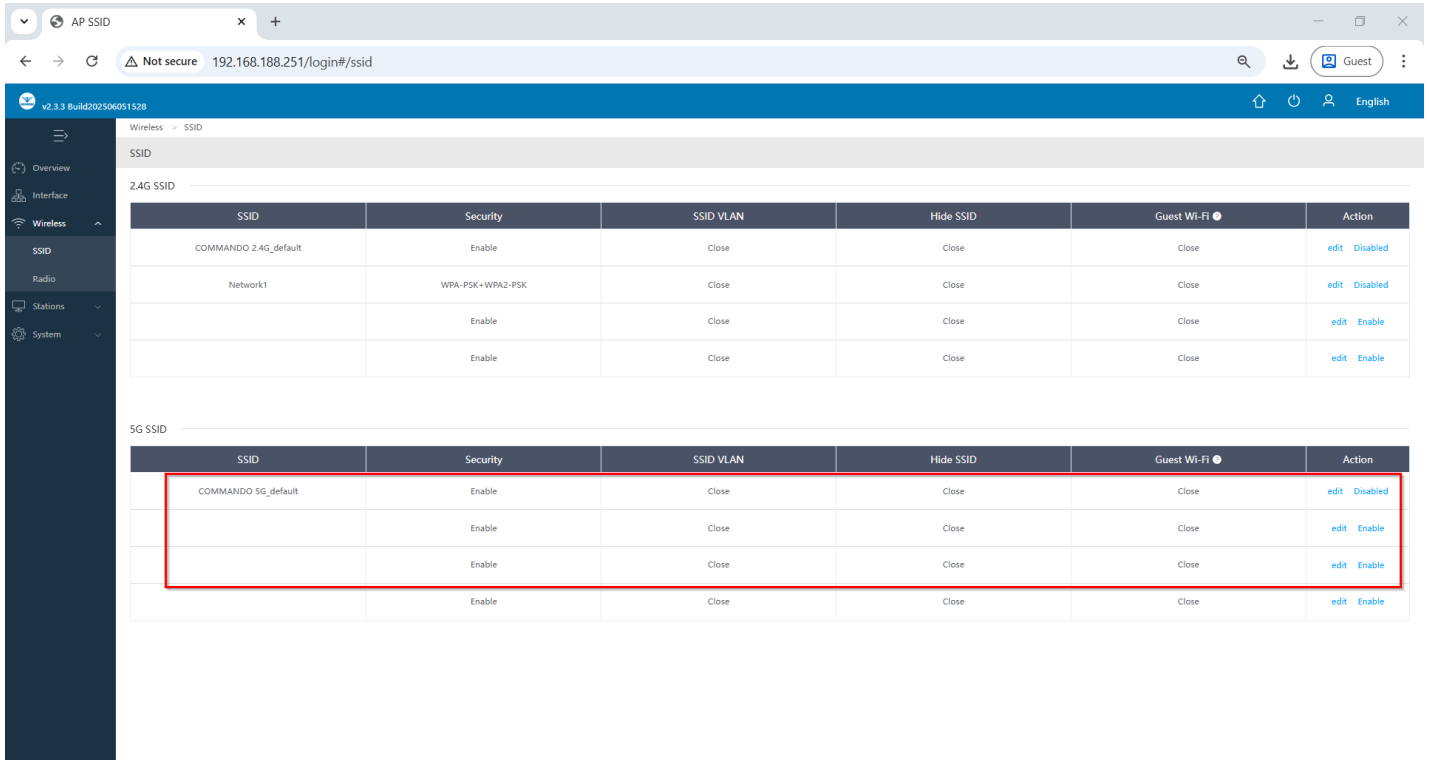 AP SSID
Not secure 192.168.188.251/login#/ssid Guest
v2.3.3 Build202506051528 English
Wireless > SSID
SSID
Overview
Interface
Wireless
SSID
Radio
Stations
System
2.4G SSID
SSID Security SSID VLAN Hide SSID Guest Wi-Fi Action
COMMANDO 2.4G_default Enable Close Close Close edit Disabled
Network1 WPA-PSK+WPA2-PSK Close Close Close edit Disabled
Enable Close Close Close edit Enable
Enable Close Close Close edit Enable
5G SSID
SSID Security SSID VLAN Hide SSID Guest Wi-Fi Action
COMMANDO 5G_default Enable Close Close Close edit Disabled
Enable Close Close Close edit Enable
Enable Close Close Close edit Enable
Enable Close Close Close edit Enable